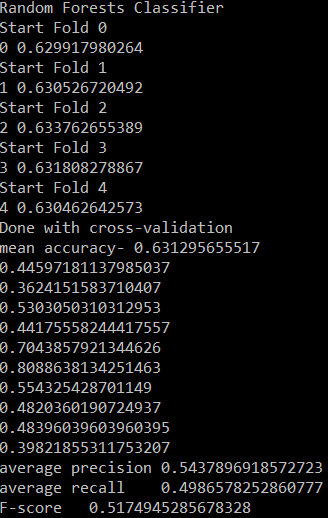 Random Forests Classifier
Start Fold 0
0 0.629917980264
Start Fold 1
1 0.630526720492
Start Fold 2
2 0.633762655389
Start Fold 3
3 0.631808278867
Start Fold 4
4 0.630462642573
Done with cross-validation
mean accuracy- 0.631295655517
0.44597181137985037
0.3624151583710407
0.5303050310312953
0.44175558244417557
0.7043857921344626
0.8088638134251463
0.554325428701149
0.4820360190724937
0.48396039603960395
0.39821855311753207
average precision 0.5437896918572723
average recall    0.4986578252860777
F-score   0.5174945285678328